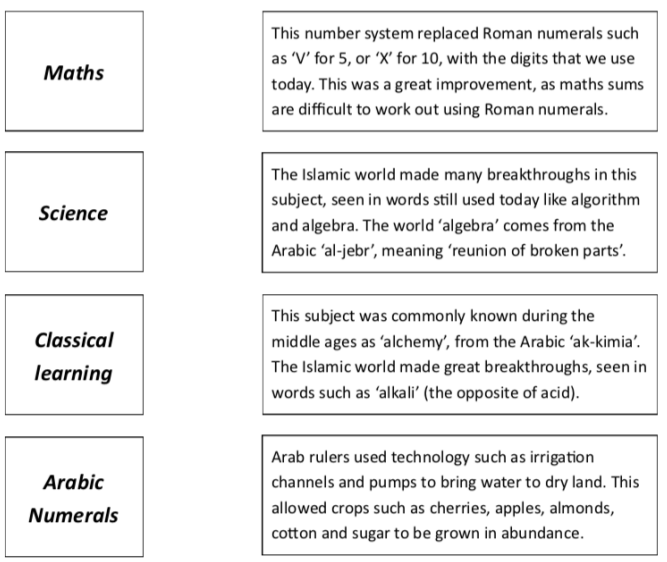 Maths
This number system replaced Roman numerals such
as ‘V’ for 5, or ‘X’ for 10, with the digits that we use
today. This was a great improvement, as maths sums
are difficult to work out using Roman numerals.
Science
The Islamic world made many breakthroughs in this
subject, seen in words still used today like algorithm
and algebra. The world ‘algebra’ comes from the
Arabic ‘al-jebr’, meaning ‘reunion of broken parts’.
Classical
learning
This subject was commonly known during the
middle ages as ‘alchemy’, from the Arabic ‘ak-kimia’.
The Islamic world made great breakthroughs, seen in
words such as ‘alkali’ (the opposite of acid).
Arabic
Numerals
Arab rulers used technology such as irrigation
channels and pumps to bring water to dry land. This
allowed crops such as cherries, apples, almonds,
cotton and sugar to be grown in abundance.